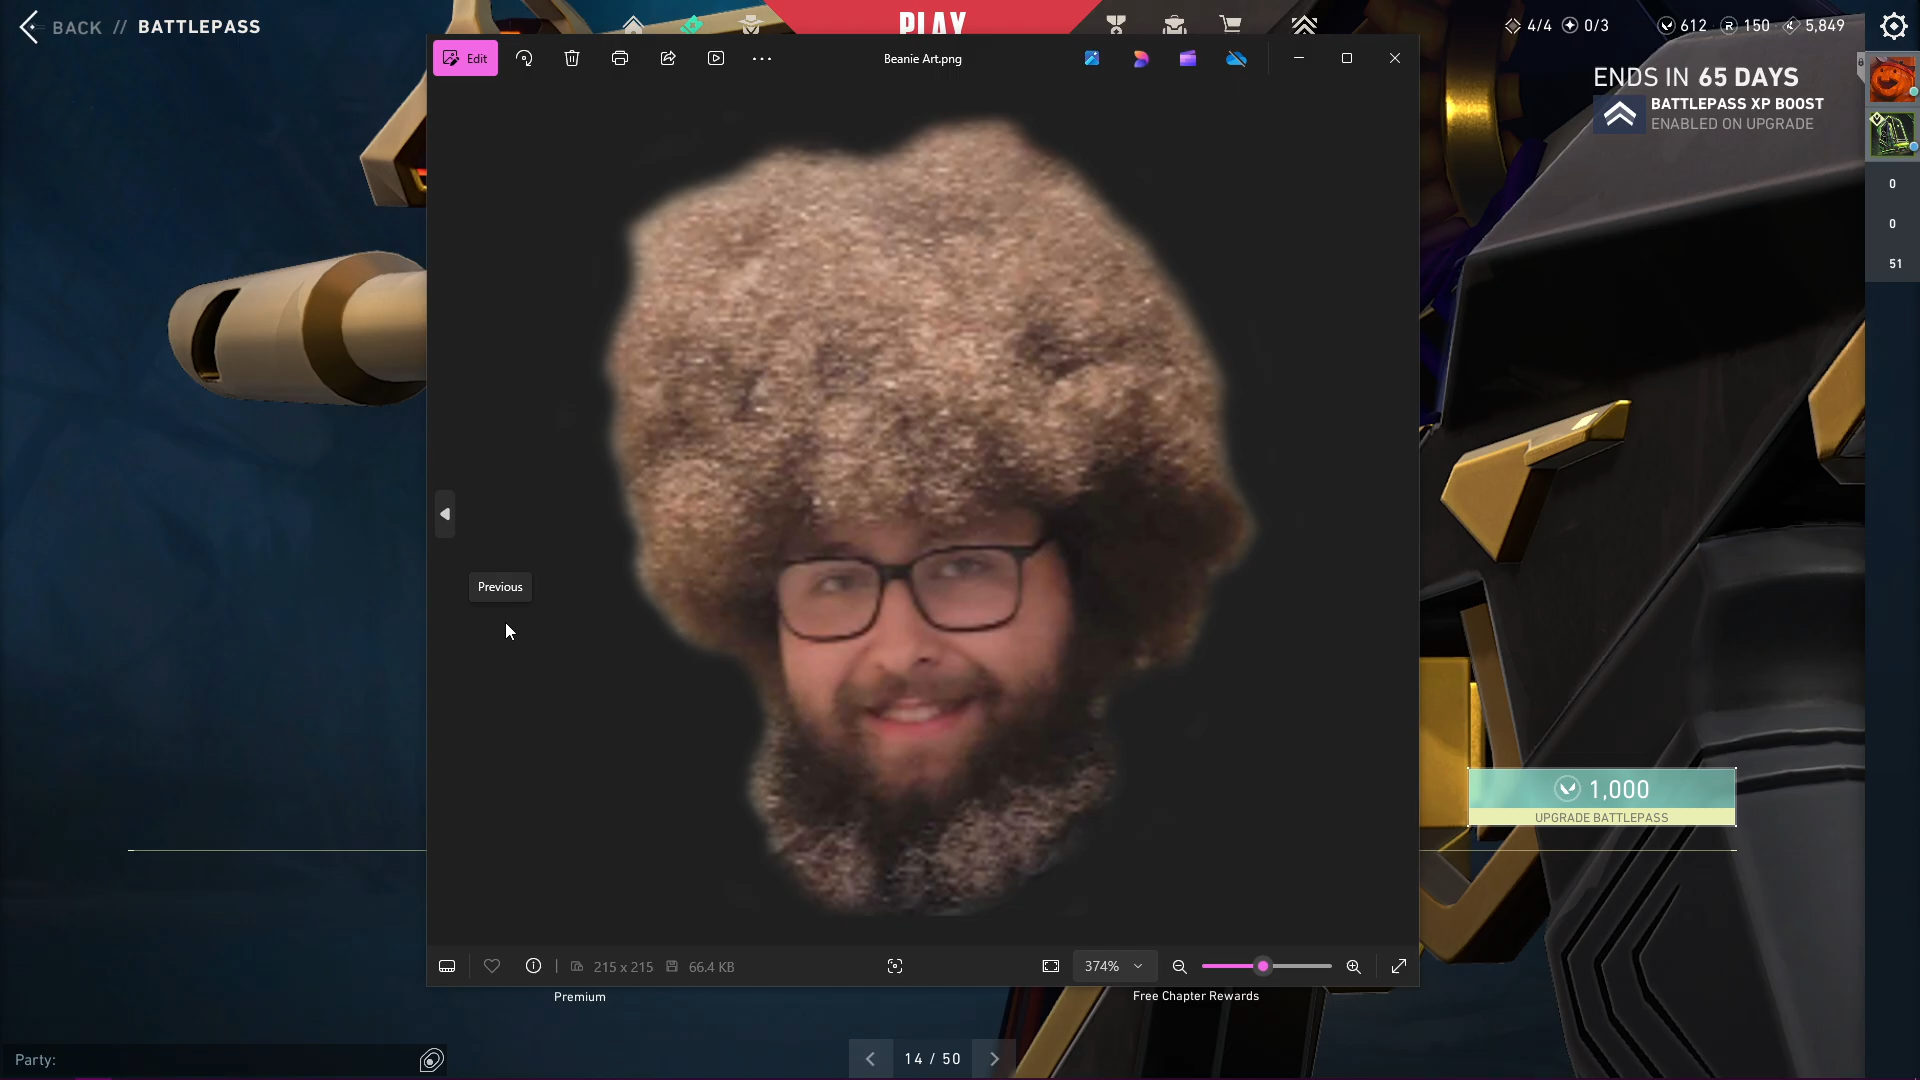 BACK // BATTLEPASS
PLAY
4/4 0/3 612 150 5,849
Edit
Beanie Art.png
ENDS IN 65 DAYS
BATTLEPASS XP BOOST
ENABLED ON UPGRADE
0
0
51
Previous
1,000
UPGRADE BATTLEPASS
215 x 215 66.4 KB
374%
Premium
Free Chapter Rewards
Party:
14 / 50